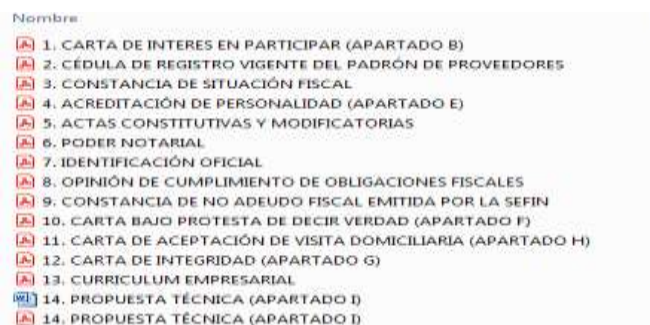 Nombre
1. CARTA DE INTERES EN PARTICIPAR (APARTADO B)
2. CÉDULA DE REGISTRO VIGENTE DEL PADRÓN DE PROVEEDORES
3. CONSTANCIA DE SITUACIÓN FISCAL
4. ACREDITACIÓN DE PERSONALIDAD (APARTADO E)
5. ACTAS CONSTITUTIVAS Y MODIFICATORIAS
6. PODER NOTARIAL
7. IDENTIFICACIÓN OFICIAL
8. OPINIÓN DE CUMPLIMIENTO DE OBLIGACIONES FISCALES
9. CONSTANCIA DE NO ADEUDO FISCAL EMITIDA POR LA SEFIN
10. CARTA BAJO PROTESTA DE DECIR VERDAD (APARTADO F)
11. CARTA DE ACEPTACIÓN DE VISITA DOMICILIARIA (APARTADO H)
12. CARTA DE INTEGRIDAD (APARTADO G)
13. CURRICULUM EMPRESARIAL
14. PROPUESTA TÉCNICA (APARTADO I)
14. PROPUESTA TÉCNICA (APARTADO I)